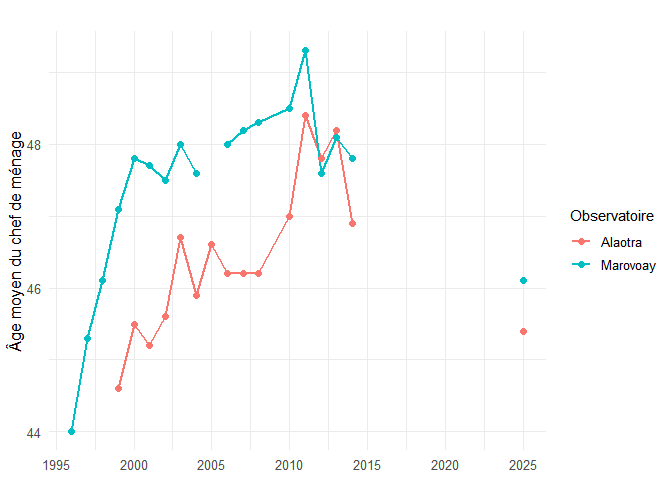 Âge moyen du chef de ménage
48
46
44
1995 2000 2005 2010 2015 2020 2025
Observatoire
Alaotra
Marovoay